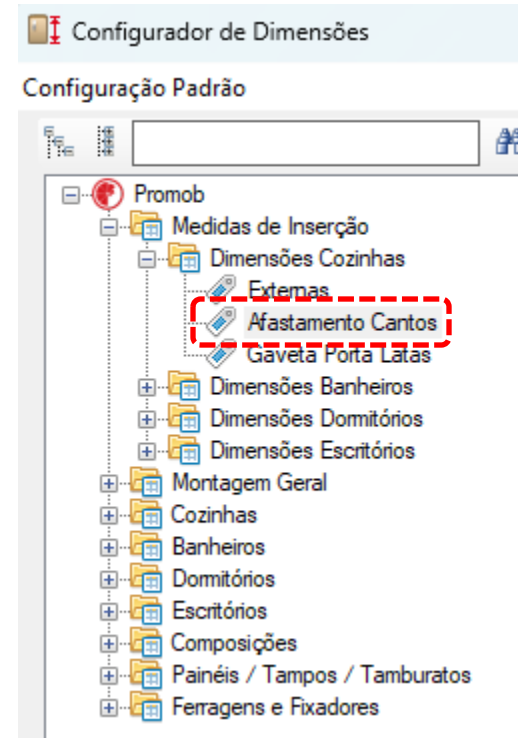 Configurador de Dimensões
Configuração Padrão
Promob
Medidas de Inserção
Dimensões Cozinhas
Externas
Afastamento Cantos
Gaveta Porta Latas
Dimensões Banheiros
Dimensões Dormitórios
Dimensões Escritórios
Montagem Geral
Cozinhas
Banheiros
Dormitórios
Escritórios
Composições
Painéis / Tampos / Tamburatos
Ferragens e Fixadores